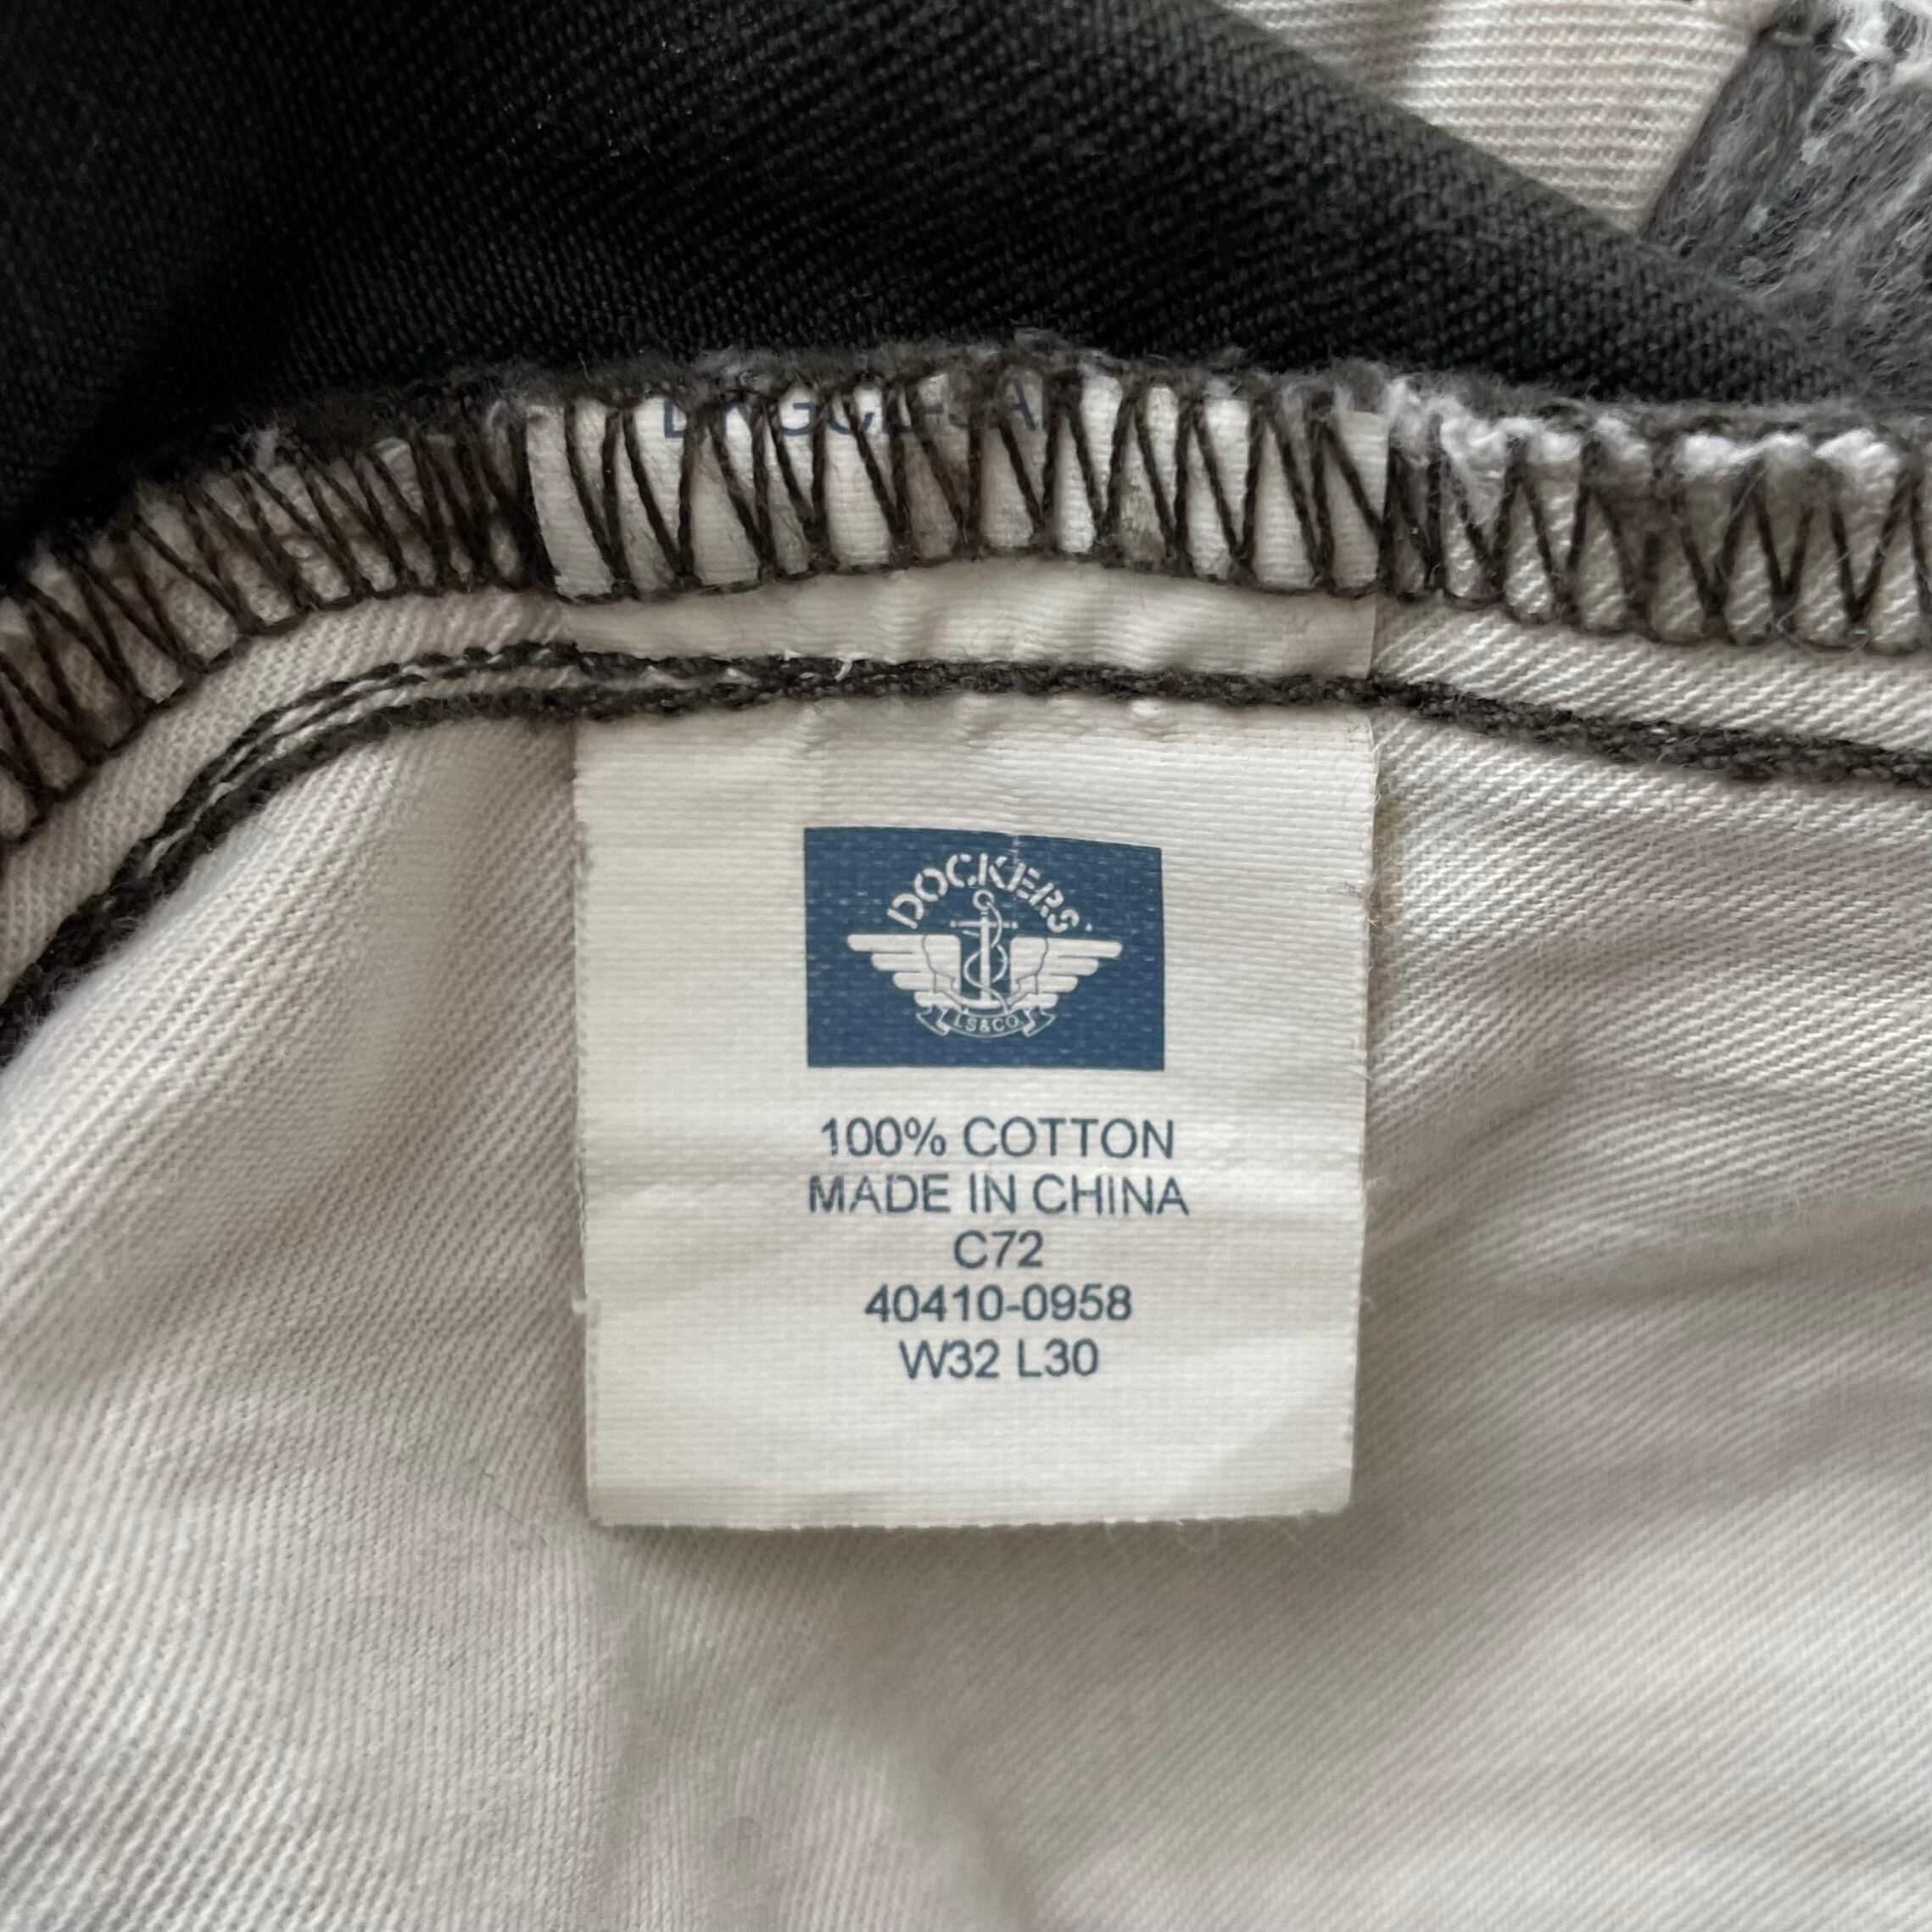 DOCKERS
LS&CO
100% COTTON
MADE IN CHINA
C72
40410-0958
W32 L30